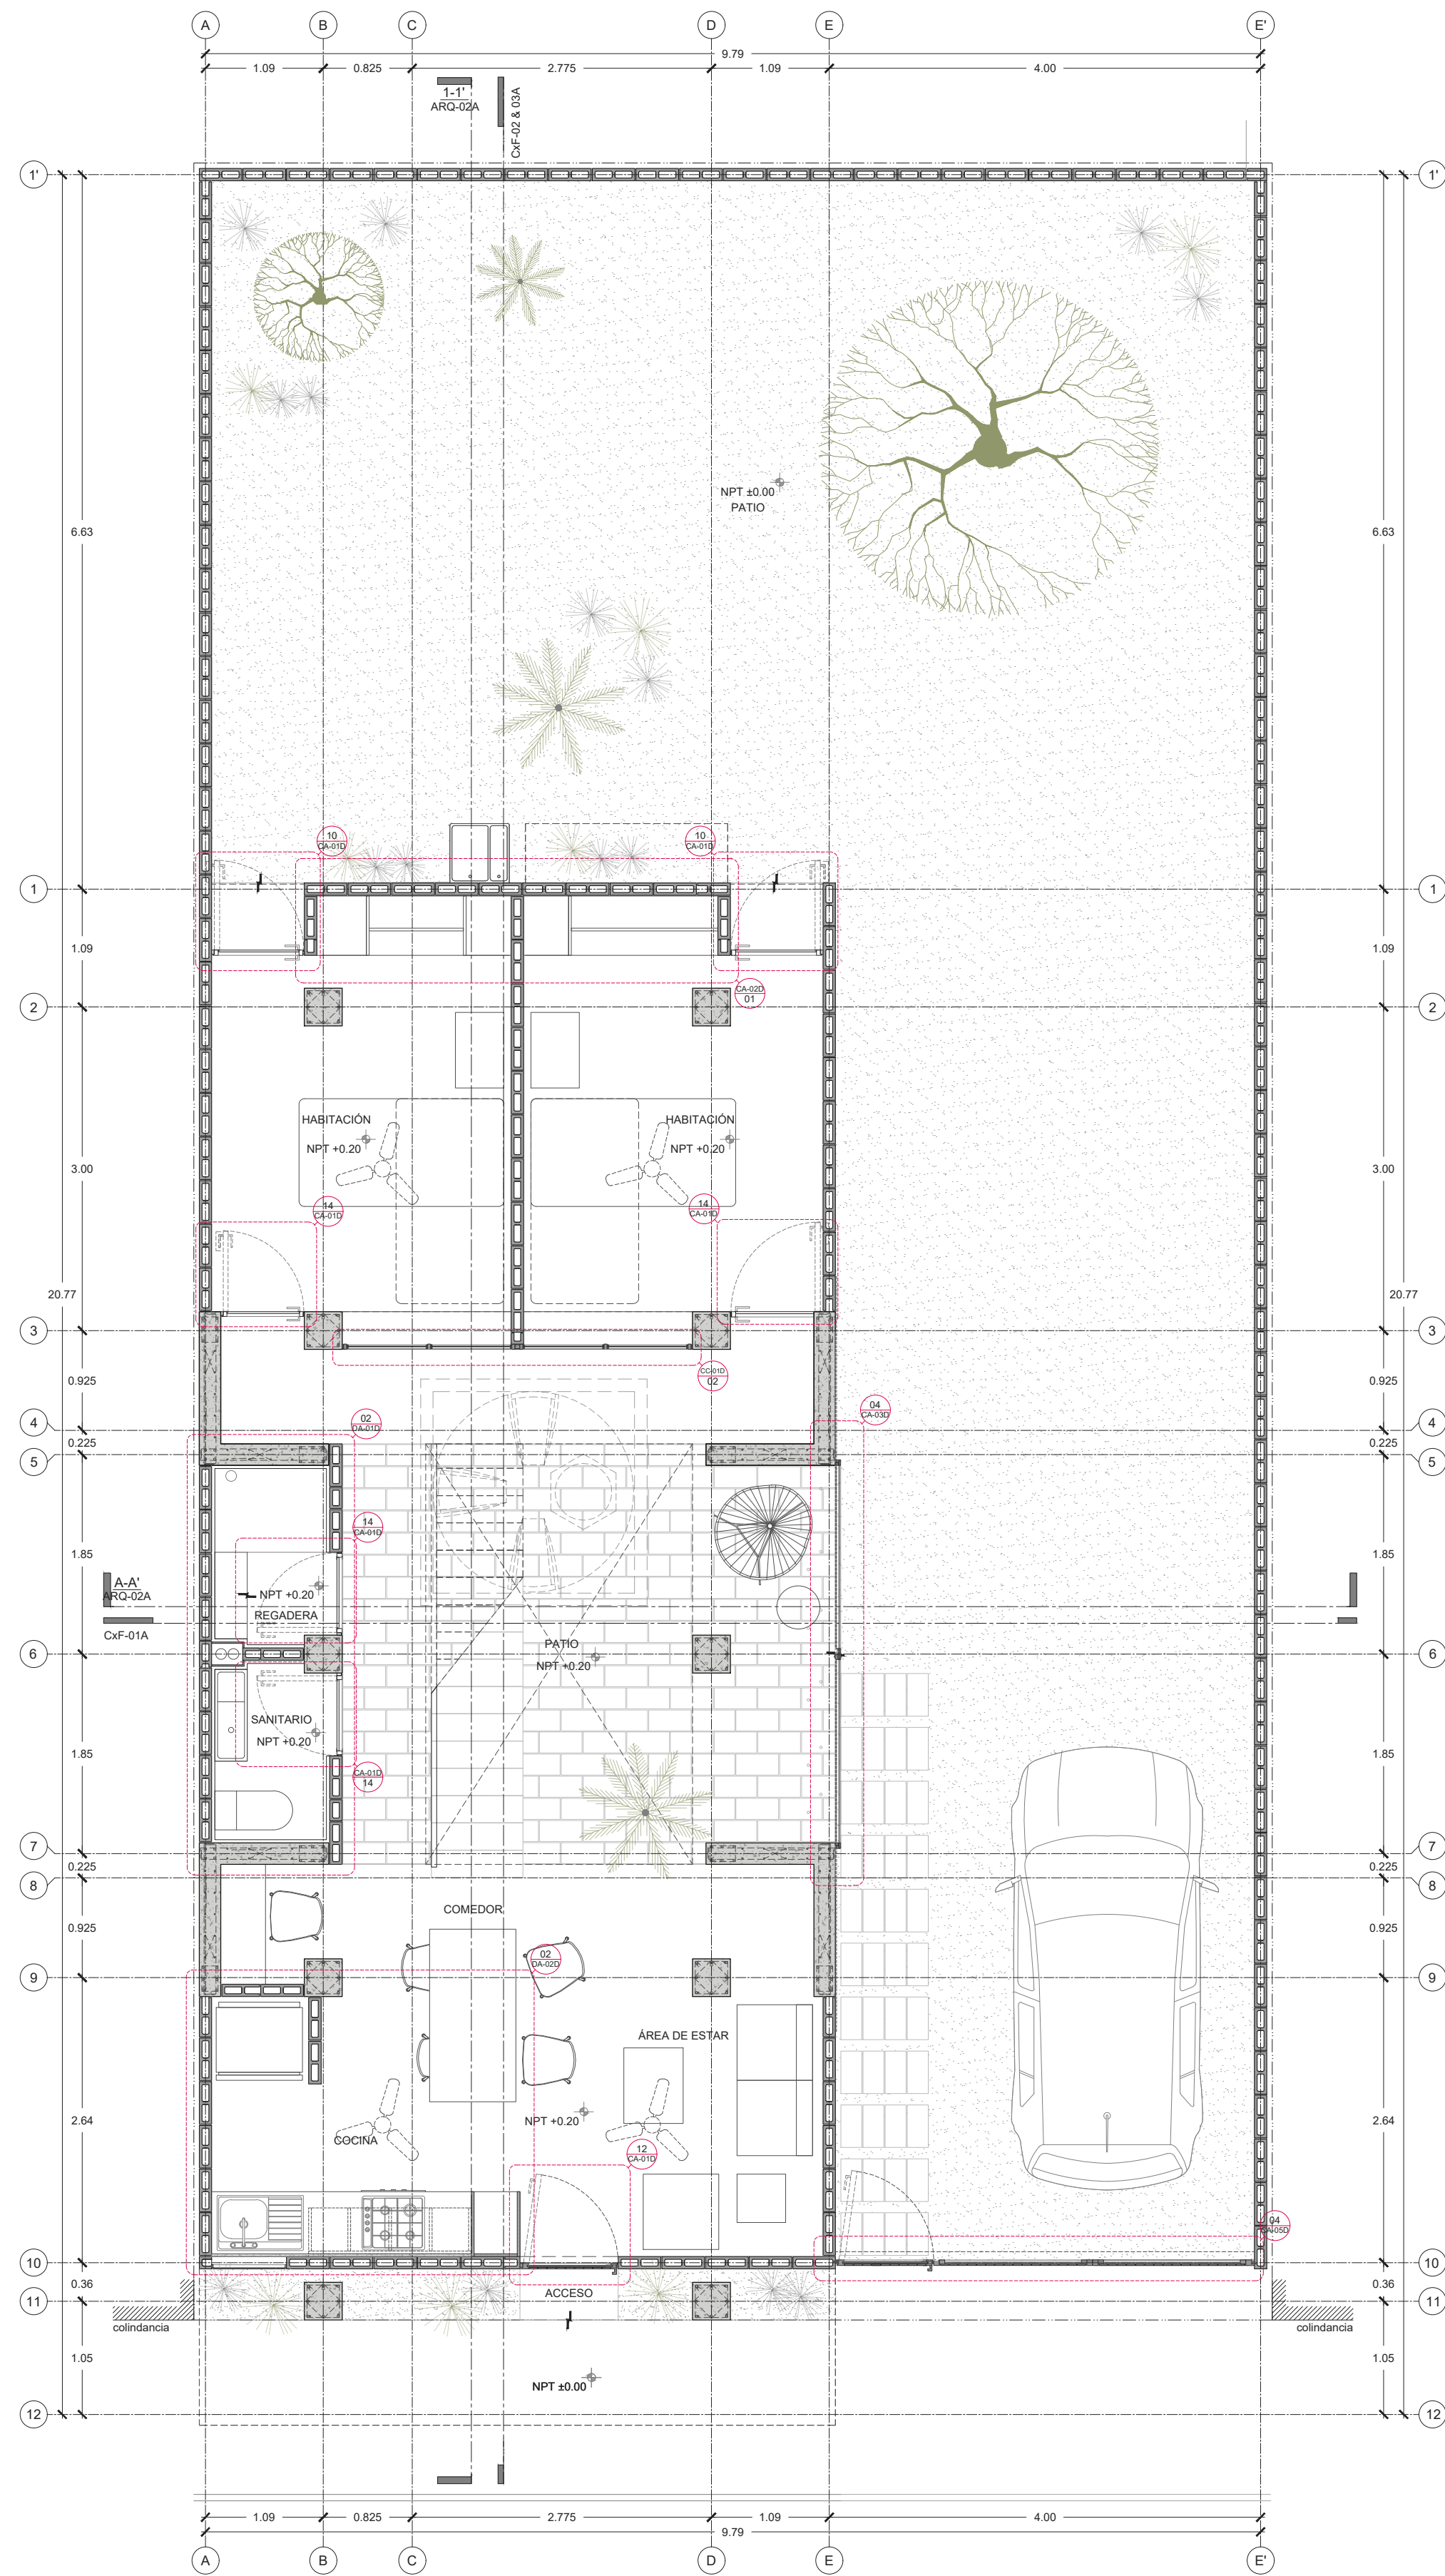 A B C D E E'
9.79
1.09 0.825 2.775 1.09 4.00
1-1'
ARQ-02A
CxF-02 & 03A
1' 1'
6.63 6.63
NPT ±0.00
PATIO
10
CA-01D
10
CA-01D
1 1
1.09 1.09
CA-02D
01
2 2
HABITACIÓN
NPT +0.20
HABITACIÓN
NPT +0.20
3.00 3.00
14
CA-01D
14
CA-01D
20.77 20.77
3 3
CC-01D
02
0.925 0.925
02
DA-01D
04
CA-03D
4 4
0.225 0.225
5 5
14
CA-01D
1.85 1.85
A-A'
ARQ-02A
NPT +0.20
REGADERA
CxF-01A
6 6
PATIO
NPT +0.20
SANITARIO
NPT +0.20
1.85 1.85
CA-01D
14
7 7
0.225 0.225
8 8
COMEDOR
0.925 0.925
02
DA-02D
9 9
ÁREA DE ESTAR
NPT +0.20
2.64 2.64
COCINA
12
CA-01D
04
CA-05D
10 10
0.36 0.36
ACCESO
11 11
colindancia colindancia
1.05 1.05
NPT ±0.00
12 12
1.09 0.825 2.775 1.09 4.00
9.79
A B C D E E'